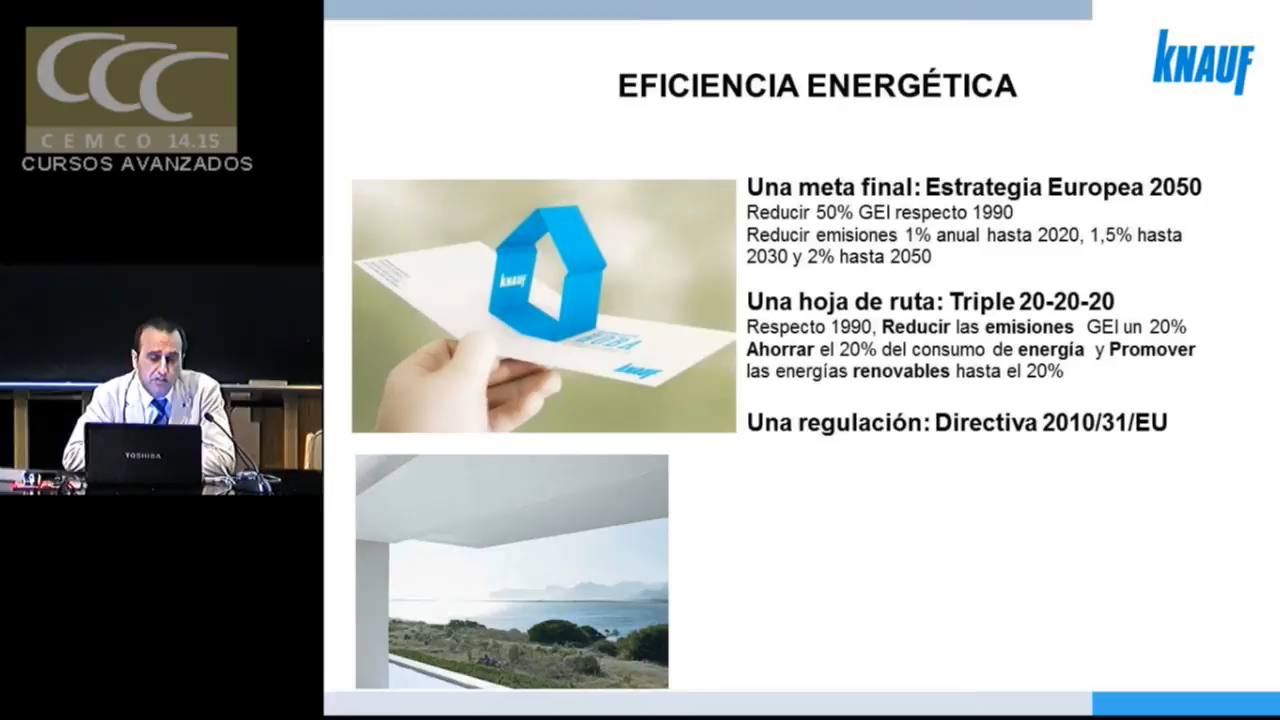 CCC
CEMCO 14.15
CURSOS AVANZADOS
KNAUF
EFICIENCIA ENERGÉTICA
Una meta final: Estrategia Europea 2050
Reducir 50% GEI respecto 1990
Reducir emisiones 1% anual hasta 2020, 1,5% hasta
2030 y 2% hasta 2050
Una hoja de ruta: Triple 20-20-20
Respecto 1990, Reducir las emisiones GEI un 20%
Ahorrar el 20% del consumo de energía y Promover
las energías renovables hasta el 20%
Una regulación: Directiva 2010/31/EU
KNAUF
KNAUF
TOSHIBA